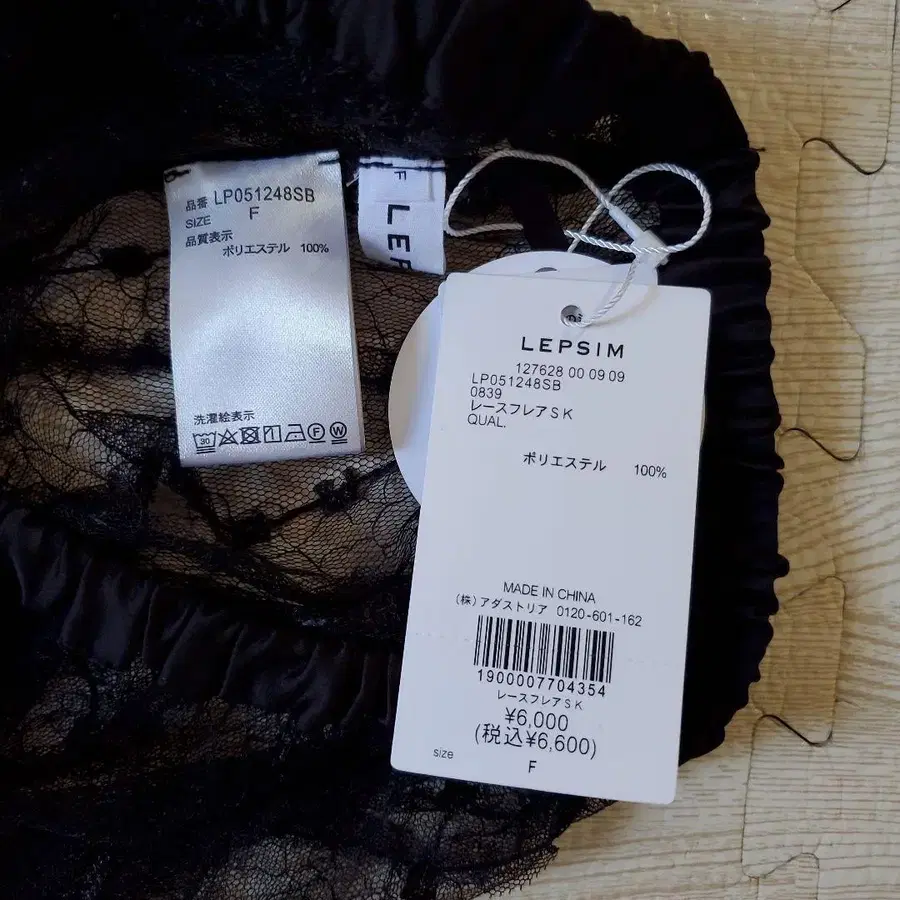 品番 LP051248SB
SIZE F
品質表示
ポリエステル 100%
洗濯絵表示
30
F W
F
LEP
LEPSIM
127628 00 09 09
LP051248SB
0839
レースフレアSK
QUAL.
ポリエステル 100%
MADE IN CHINA
(株)アダストリア 0120-601-162
1900007704354
レースフレアSK
¥6,000
(税込¥6,600)
size F